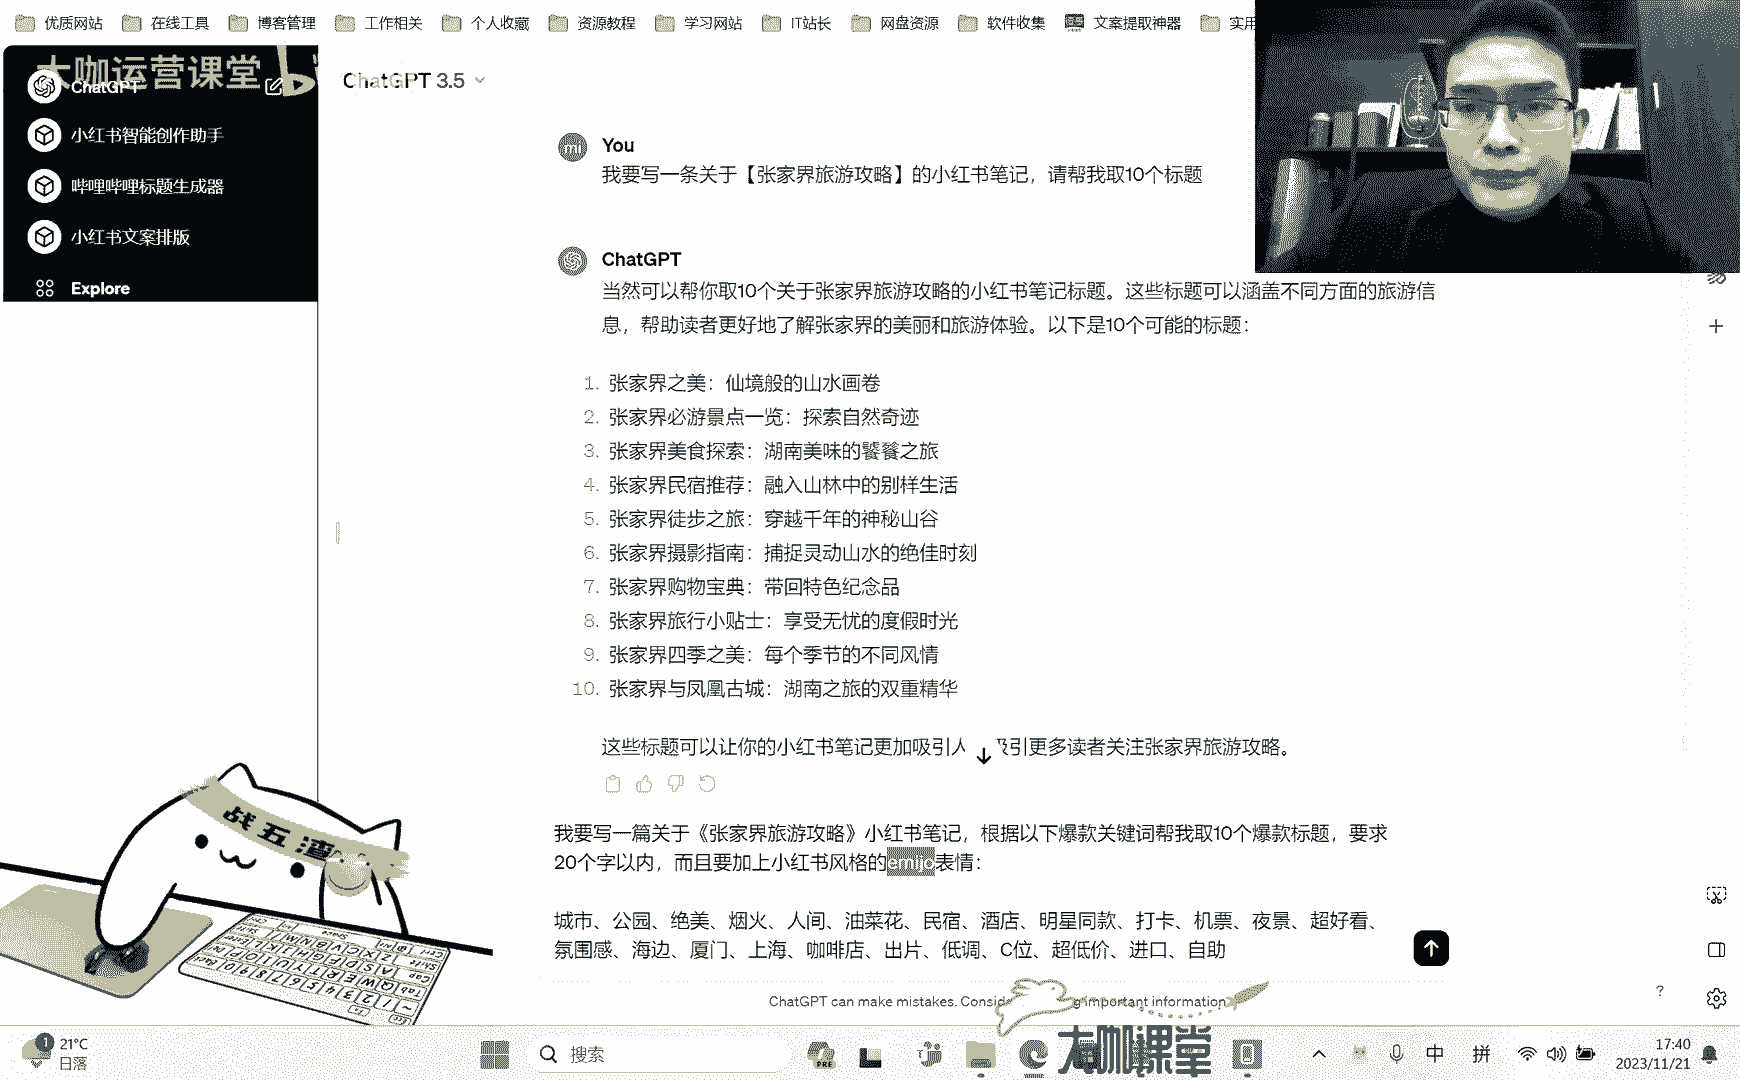 优质网站
在线工具
博客管理
工作相关
个人收藏
资源教程
学习网站
IT站长
网盘资源
软件收集
文案提取神器
实用
大咖运营课堂
ChatGPT
小红书智能创作助手
哔哩哔哩标题生成器
小红书文案排版
Explore
ChatGPT 3.5
You
我要写一条关于【张家界旅游攻略】的小红书笔记，请帮我取10个标题
ChatGPT
当然可以帮你取10个关于张家界旅游攻略的小红书笔记标题。这些标题可以涵盖不同方面的旅游信
息，帮助读者更好地了解张家界的美丽和旅游体验。以下是10个可能的标题：
1. 张家界之美：仙境般的山水画卷
2. 张家界必游景点一览：探索自然奇迹
3. 张家界美食探索：湖南美味的饕餮之旅
4. 张家界民宿推荐：融入山林中的别样生活
5. 张家界徒步之旅：穿越千年的神秘山谷
6. 张家界摄影指南：捕捉灵动山水的绝佳时刻
7. 张家界购物宝典：带回特色纪念品
8. 张家界旅行小贴士：享受无忧的度假时光
9. 张家界四季之美：每个季节的不同风情
10. 张家界与凤凰古城：湖南之旅的双重精华
这些标题可以让你的小红书笔记更加吸引人 吸引更多读者关注张家界旅游攻略。
我要写一篇关于《张家界旅游攻略》小红书笔记，根据以下爆款关键词帮我取10个爆款标题，要求
20个字以内，而且要加上小红书风格的emijo表情：
城市、公园、绝美、烟火、人间、油菜花、民宿、酒店、明星同款、打卡、机票、夜景、超好看、
氛围感、海边、厦门、上海、咖啡店、出片、低调、C位、超低价、进口、自助
ChatGPT can make mistakes. important information
?
战五渣
大咖课堂
1
21°C
日落
搜索
PRE
中
拼
17:40
2023/11/21